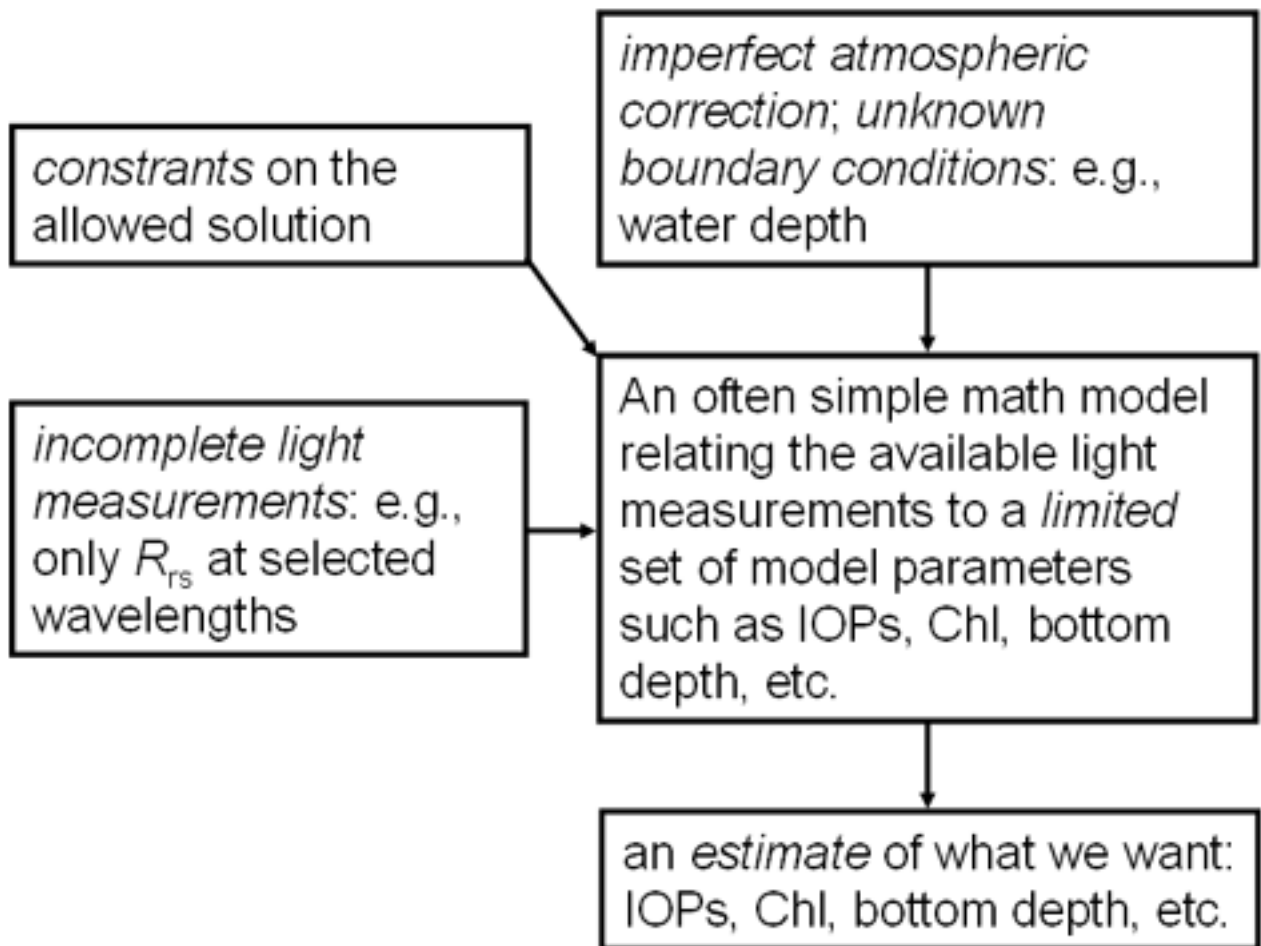 imperfect atmospheric
correction; unknown
boundary conditions: e.g.,
water depth
constrants on the
allowed solution
incomplete light
measurements: e.g.,
only Rrs at selected
wavelengths
An often simple math model
relating the available light
measurements to a limited
set of model parameters
such as IOPs, Chl, bottom
depth, etc.
an estimate of what we want:
IOPs, Chl, bottom depth, etc.